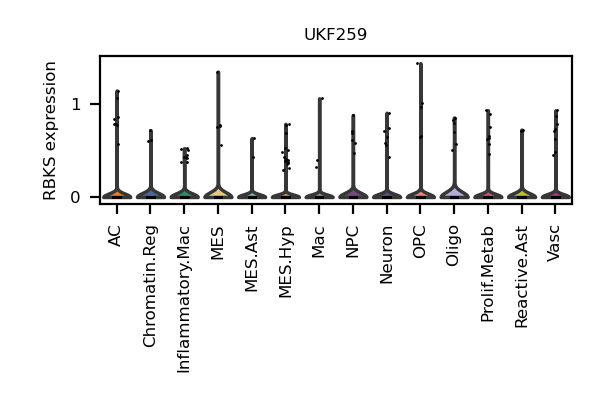 UKF259
RBKS expression
1
0
AC
Chromatin.Reg
Inflammatory.Mac
MES
MES.Ast
MES.Hyp
Mac
NPC
Neuron
OPC
Oligo
Prolif.Metab
Reactive.Ast
Vasc